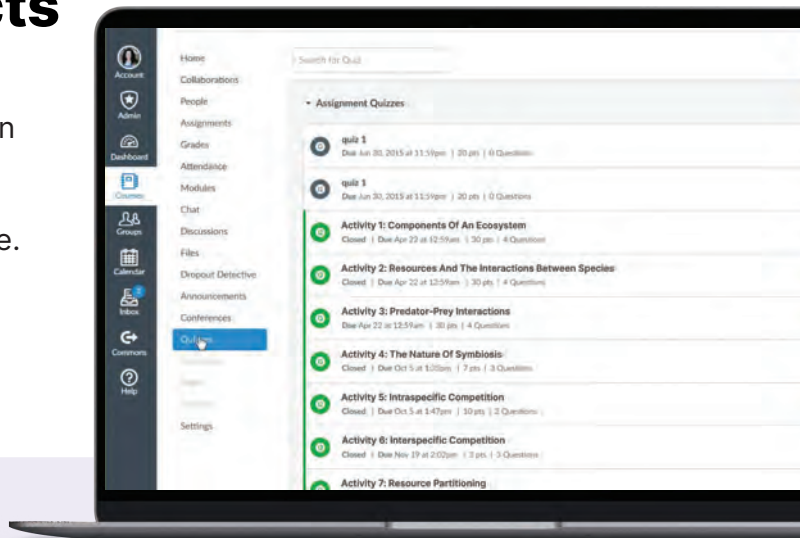 cts
n
e.
Account
Admin
Dashboard
Courses
Groups
Calendar
2
Inbox
Commons
Help
Home
Collaborations
People
Assignments
Grades
Attendance
Modules
Chat
Discussions
Files
Dropout Detective
Announcements
Conferences
Quizzes
Settings
Search for Quiz
Assignment Quizzes
quiz 1
Due Jun 30, 2015 at 11:59pm | 20 pts | 0 Questions
quiz 1
Due Jun 30, 2015 at 11:59pm | 20 pts | 0 Questions
Activity 1: Components Of An Ecosystem
Closed | Due Apr 22 at 12:59am | 30 pts | 4 Questions
Activity 2: Resources And The Interactions Between Species
Closed | Due Apr 22 at 12:59am | 30 pts | 4 Questions
Activity 3: Predator-Prey Interactions
Due Apr 22 at 12:59am | 30 pts | 4 Questions
Activity 4: The Nature Of Symbiosis
Closed | Due Oct 5 at | 7 pts | 3 Questions
Activity 5: Intraspecific Competition
Closed | Due Oct 5 at 1:47pm | 10 pts | 2 Questions
Activity 6: Interspecific Competition
Closed | Due Nov 19 at 2:02pm | 3 pts | 3 Questions
Activity 7: Resource Partitioning